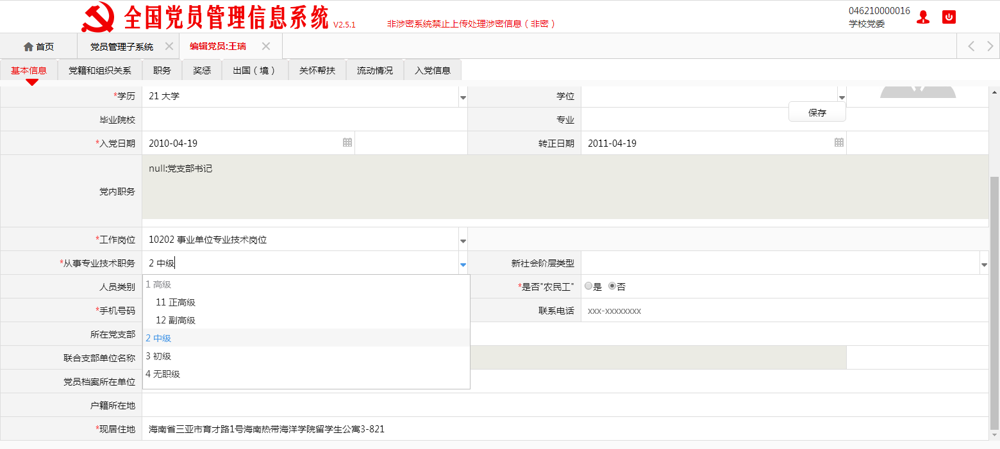 全国党员管理信息系统 V2.5.1 非涉密系统禁止上传处理涉密信息（非密） 046210000016
学校党委
首页 党员管理子系统 编辑党员:王瑞
基本信息 党籍和组织关系 职务 奖惩 出国（境） 关怀帮扶 流动情况 入党信息
*学历 21 大学 学位
保存
毕业院校 专业
*入党日期 2010-04-19 转正日期 2011-04-19
党内职务 null:党支部书记
*工作岗位 10202 事业单位专业技术岗位
*从事专业技术职务 2 中级 新社会阶层类型
人员类别 1 高级 *是否"农民工" 是 否
11 正高级
*手机号码 12 副高级 联系电话 xxx-xxxxxxxx
所在党支部 2 中级
联合支部单位名称 3 初级
党员档案所在单位 4 无职级
户籍所在地
*现居住地 海南省三亚市育才路1号海南热带海洋学院留学生公寓3-821